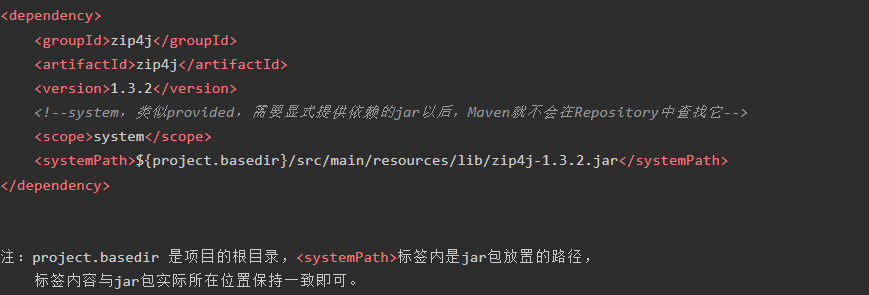 <dependency>
<groupId>zip4j</groupId>
<artifactId>zip4j</artifactId>
<version>1.3.2</version>
<!--system，类似provided，需要显式提供依赖的jar以后，Maven就不会在Repository中查找它-->
<scope>system</scope>
<systemPath>${project.basedir}/src/main/resources/lib/zip4j-1.3.2.jar</systemPath>
</dependency>
注：project.basedir 是项目的根目录，<systemPath>标签内是jar包放置的路径，
标签内容与jar包实际所在位置保持一致即可。